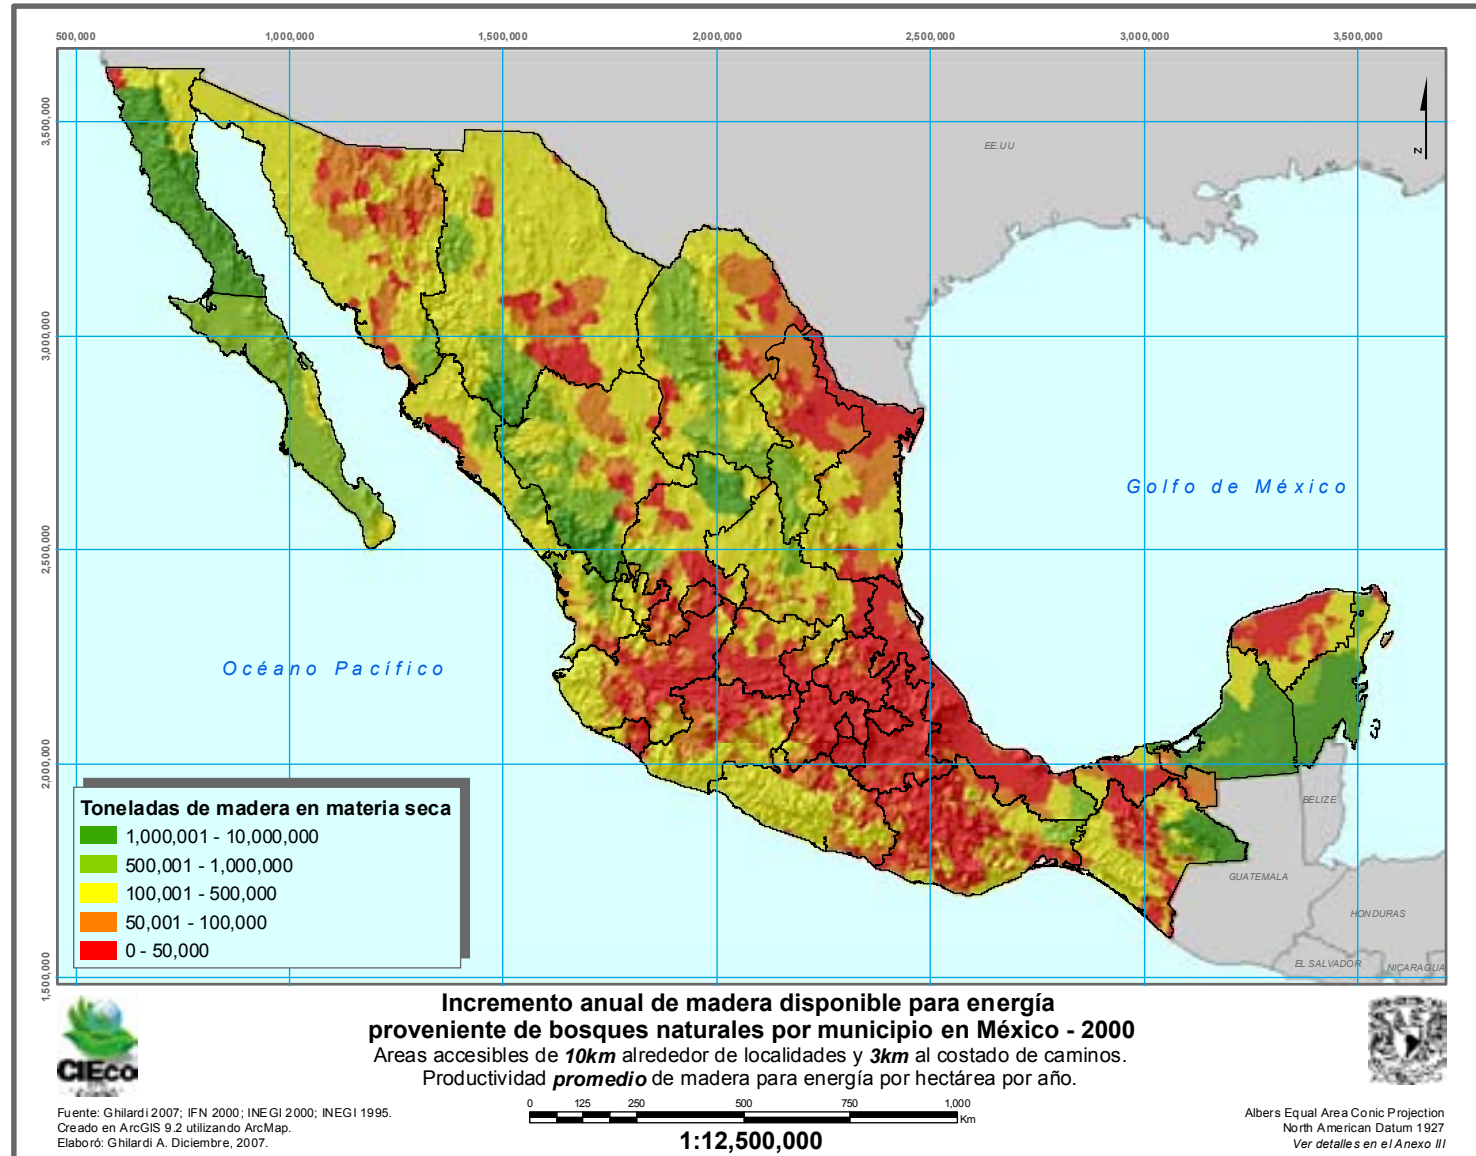 500,000 1,000,000 1,500,000 2,000,000 2,500,000 3,000,000 3,500,000
3,500,000
3,000,000
2,500,000
2,000,000
1,500,000
EE.UU
N
Golfo de México
Océano Pacífico
BELIZE
GUATEMALA
HONDURAS
EL SALVADOR
NICARAGUA
Toneladas de madera en materia seca
1,000,001 - 10,000,000
500,001 - 1,000,000
100,001 - 500,000
50,001 - 100,000
0 - 50,000
CIEco
Incremento anual de madera disponible para energía
proveniente de bosques naturales por municipio en México - 2000
Areas accesibles de 10km alrededor de localidades y 3km al costado de caminos.
Productividad promedio de madera para energía por hectárea por año.
0 125 250 500 750 1,000
Km
1:12,500,000
Fuente: Ghilardi 2007; IFN 2000; INEGI 2000; INEGI 1995.
Creado en ArcGIS 9.2 utilizando ArcMap.
Elaboró: Ghilardi A. Diciembre, 2007.
Albers Equal Area Conic Projection
North American Datum 1927
Ver detalles en el Anexo III